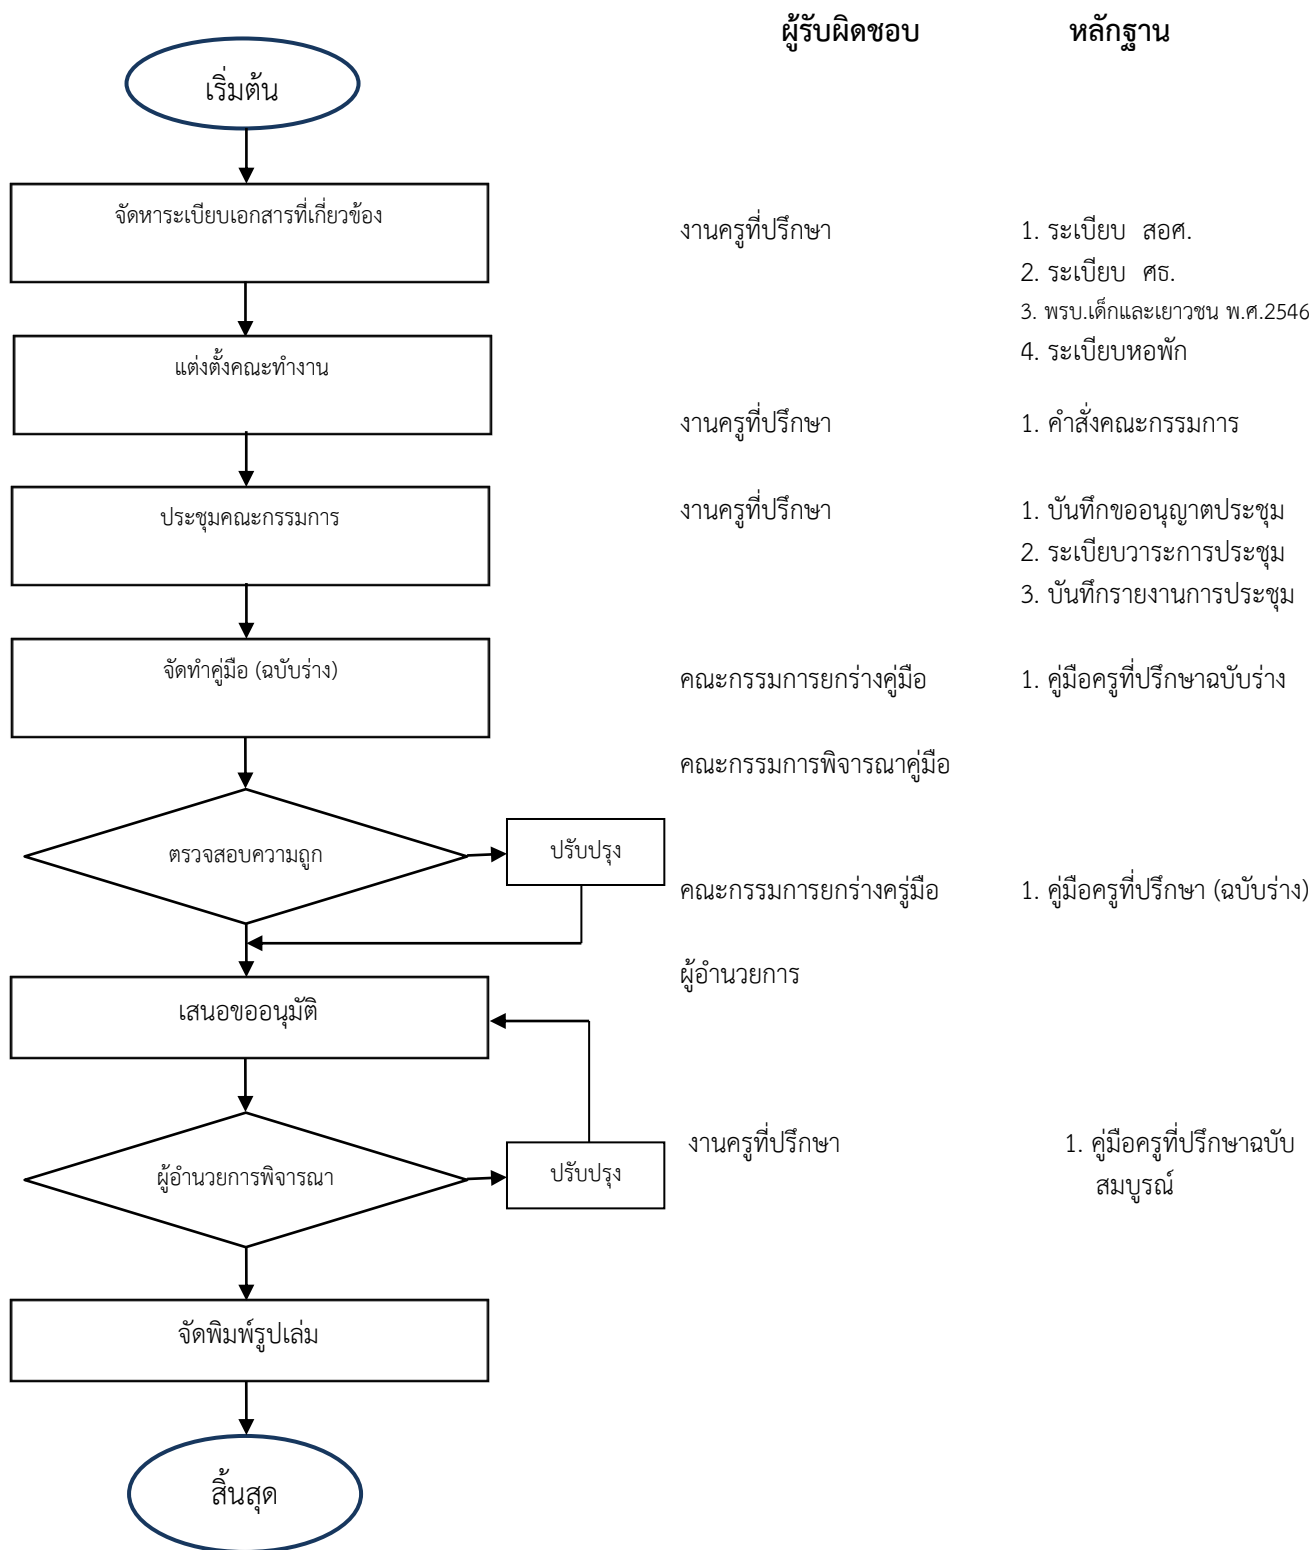 ผู้รับผิดชอบ หลักฐาน
เริ่มต้น
จัดหาระเบียบเอกสารที่เกี่ยวข้อง
งานครูที่ปรึกษา 1. ระเบียบ สอศ.
2. ระเบียบ ศธ.
3. พรบ.เด็กและเยาวชน พ.ศ.2546
4. ระเบียบหอพัก
แต่งตั้งคณะทำงาน
งานครูที่ปรึกษา 1. คำสั่งคณะกรรมการ
ประชุมคณะกรรมการ
งานครูที่ปรึกษา 1. บันทึกขออนุญาตประชุม
2. ระเบียบวาระการประชุม
3. บันทึกรายงานการประชุม
จัดทำคู่มือ (ฉบับร่าง)
คณะกรรมการยกร่างคู่มือ 1. คู่มือครูที่ปรึกษาฉบับร่าง
คณะกรรมการพิจารณาคู่มือ
ตรวจสอบความถูก
ปรับปรุง
คณะกรรมการยกร่างครู่มือ 1. คู่มือครูที่ปรึกษา (ฉบับร่าง)
ผู้อำนวยการ
เสนอขออนุมัติ
งานครูที่ปรึกษา 1. คู่มือครูที่ปรึกษาฉบับ
สมบูรณ์
ผู้อำนวยการพิจารณา
ปรับปรุง
จัดพิมพ์รูปเล่ม
สิ้นสุด